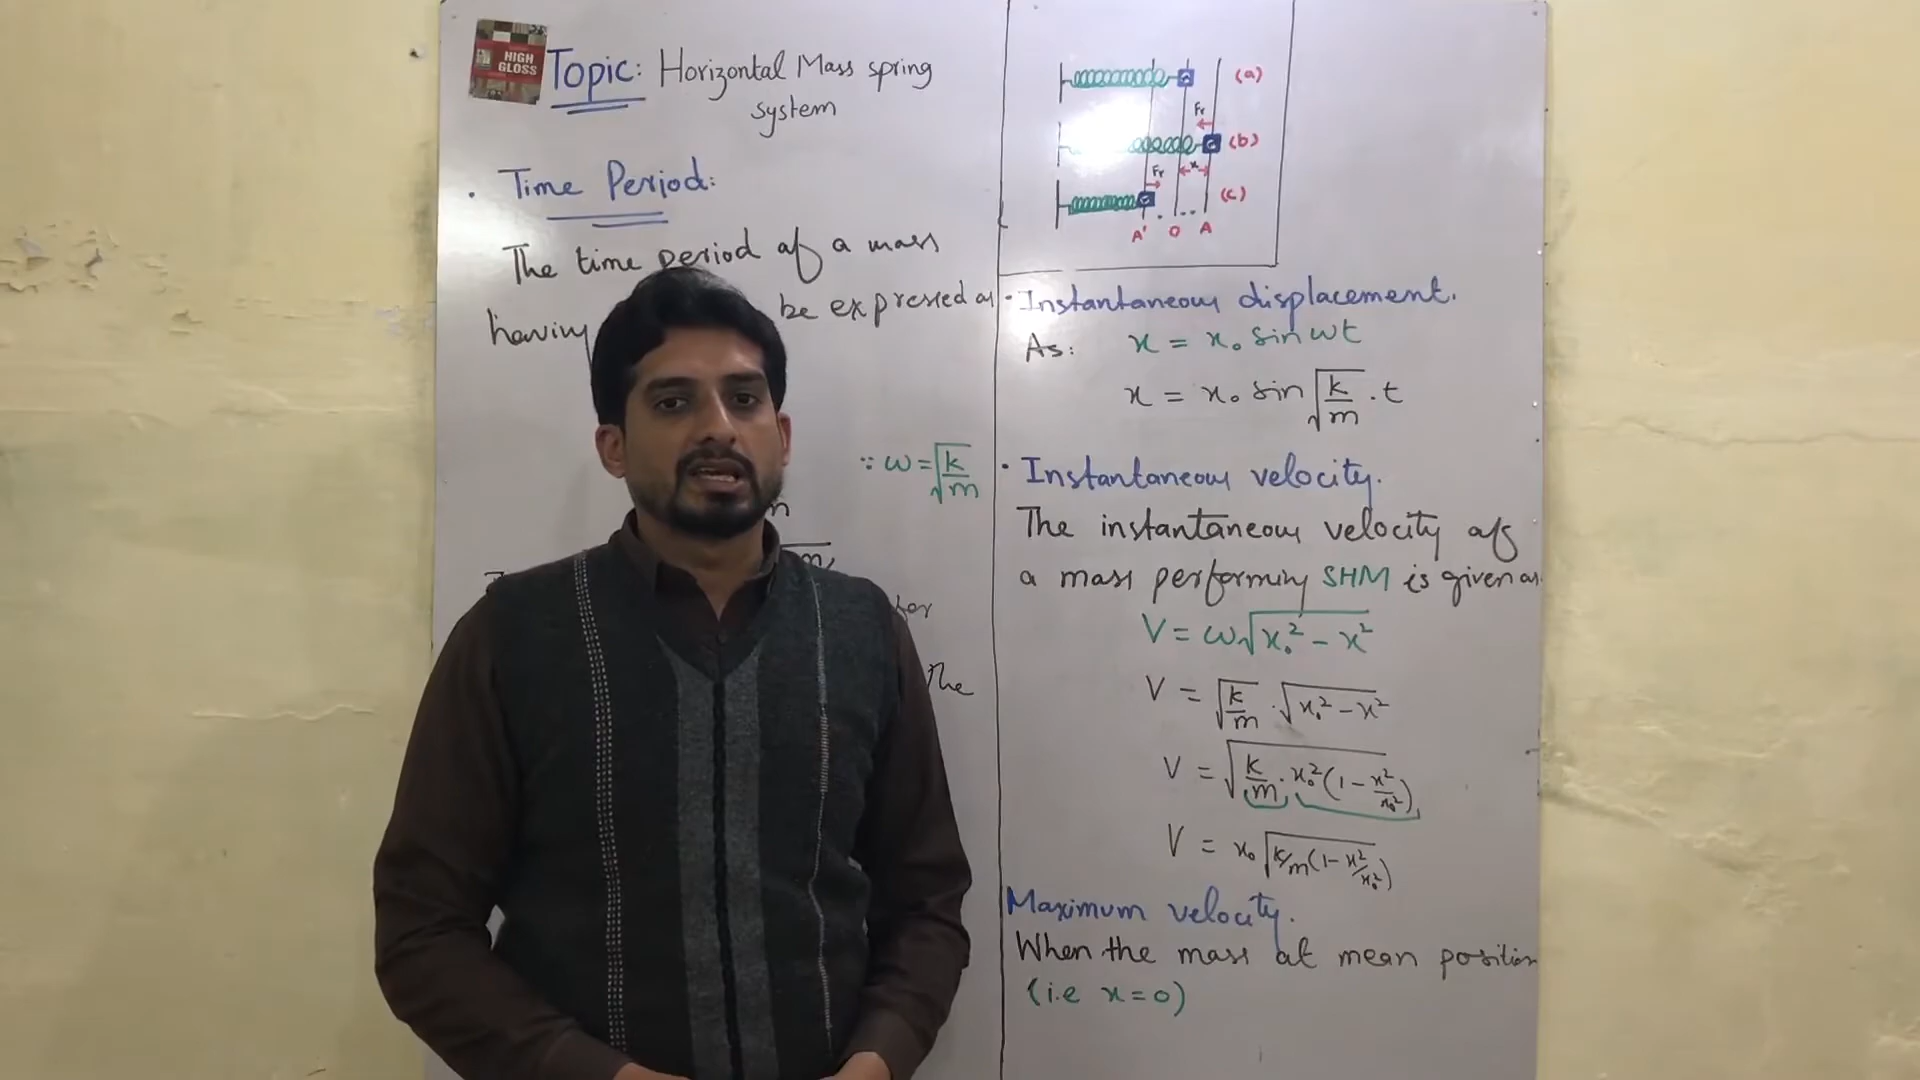 HIGH
GLOSS
Topic: Horizontal Mass spring
system
• Time Period:
The time period of a mass
having
be expressed as
∵ ω = √(k/m)
m
m
for
the
(a)
Fr
(b)
x
Fr
(c)
A' O A
• Instantaneous displacement.
As: x = x₀ sin ωt
x = x₀ sin √(k/m) . t
• Instantaneous velocity.
The instantaneous velocity of
a mass performing SHM is given as
V = ω√(x₀² - x²)
V = √(k/m) . √(x₀² - x²)
V = √(k/m . x₀² (1 - x²/x₀²))
V = x₀ √(k/m (1 - x²/x₀²))
Maximum velocity.
When the mass at mean position
(i.e x = 0)